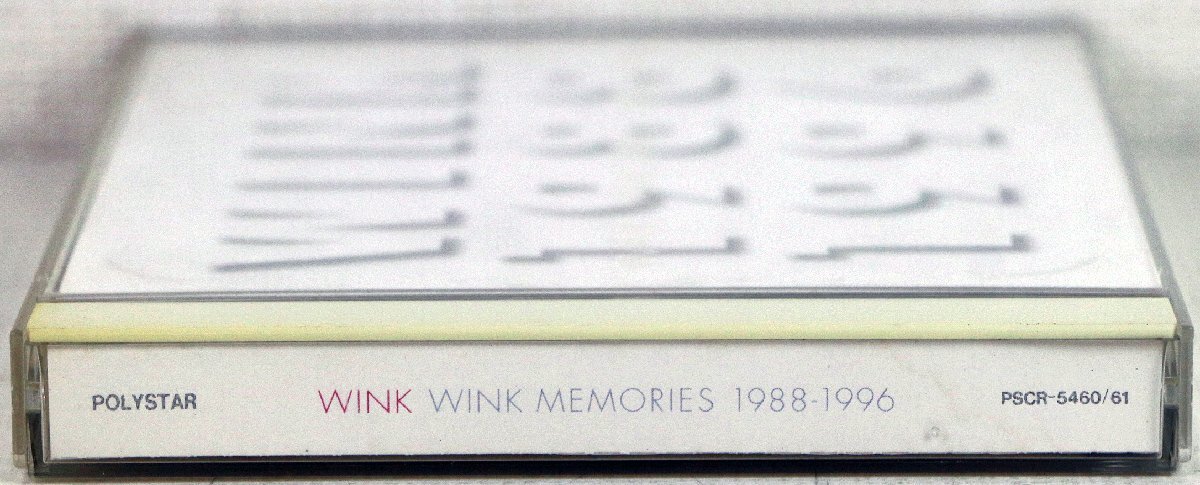 POLYSTAR WINK WINK MEMORIES 1988-1996 PSCR-5460/61